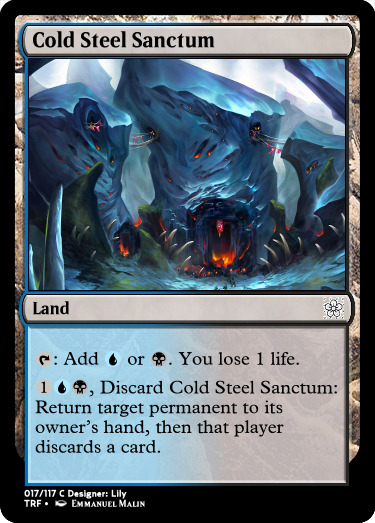 Cold Steel Sanctum
Land
: Add or . You lose 1 life.
1 , Discard Cold Steel Sanctum:
Return target permanent to its
owner's hand, then that player
discards a card.
017/117 C Designer: Lily
TRF • Emmanuel Malin